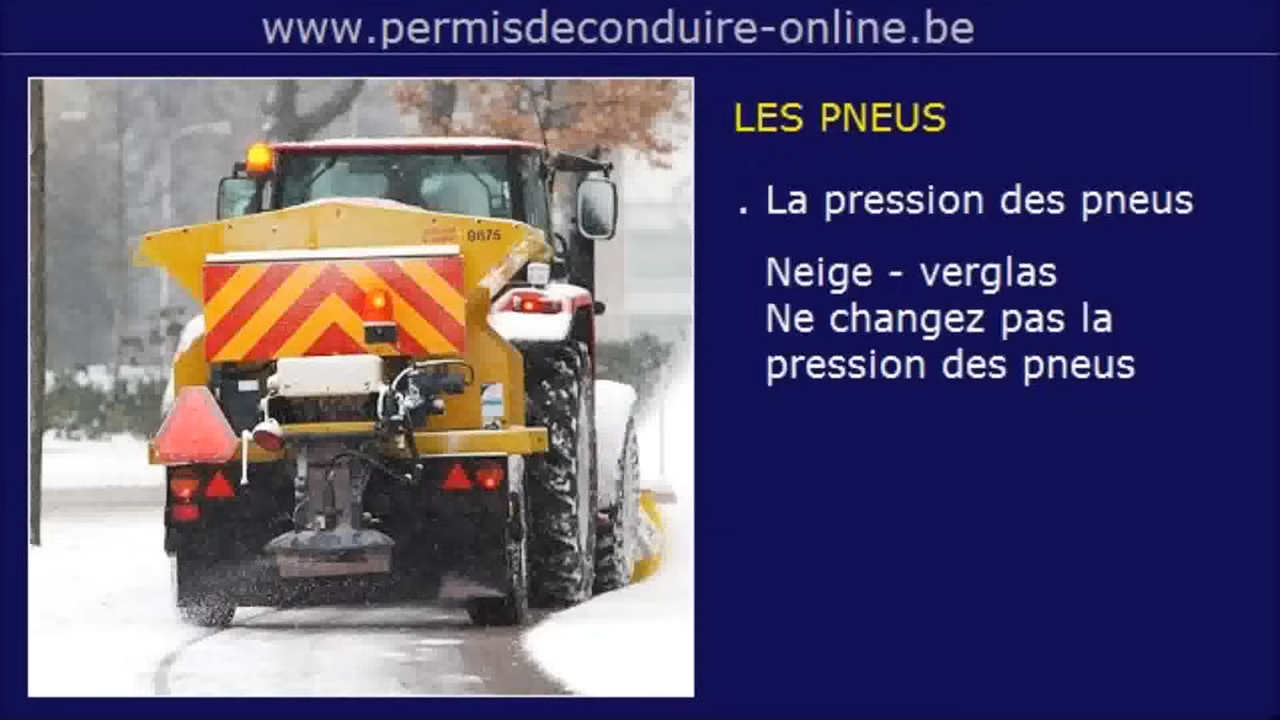 www.permisdeconduire-online.be
LES PNEUS
. La pression des pneus
Neige - verglas
Ne changez pas la
pression des pneus
9675